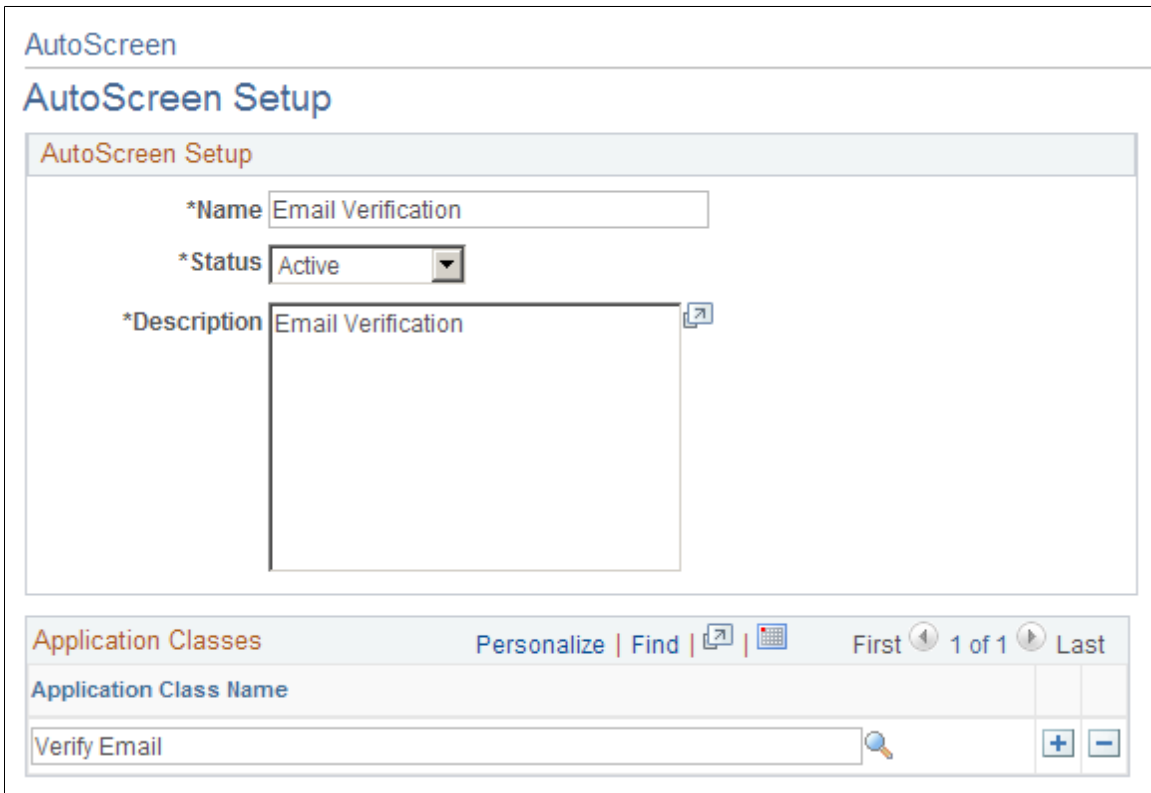 AutoScreen
AutoScreen Setup
AutoScreen Setup
*Name Email Verification
*Status Active
*Description Email Verification
Application Classes Personalize | Find | | First 1 of 1 Last
Application Class Name
Verify Email